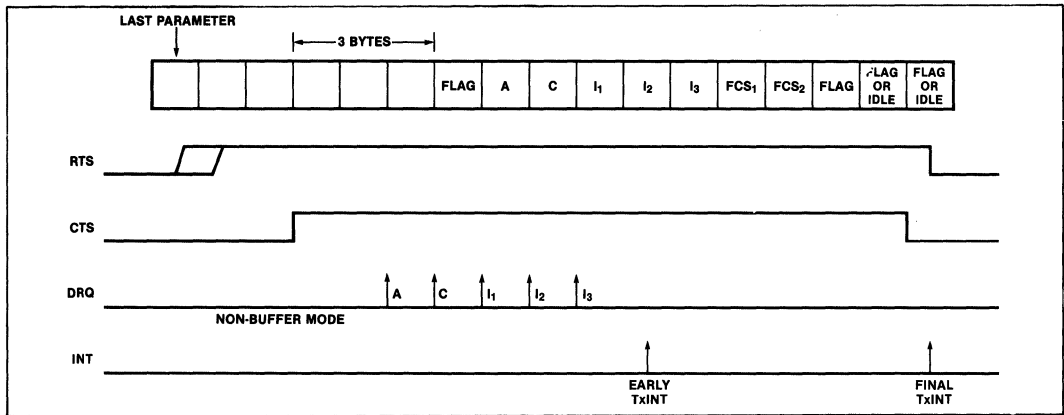 LAST PARAMETER
3 BYTES
FLAG A C I₁ I₂ I₃ FCS₁ FCS₂ FLAG FLAG OR IDLE FLAG OR IDLE
RTS
CTS
DRQ A C I₁ I₂ I₃
NON-BUFFER MODE
INT
EARLY TxINT FINAL TxINT